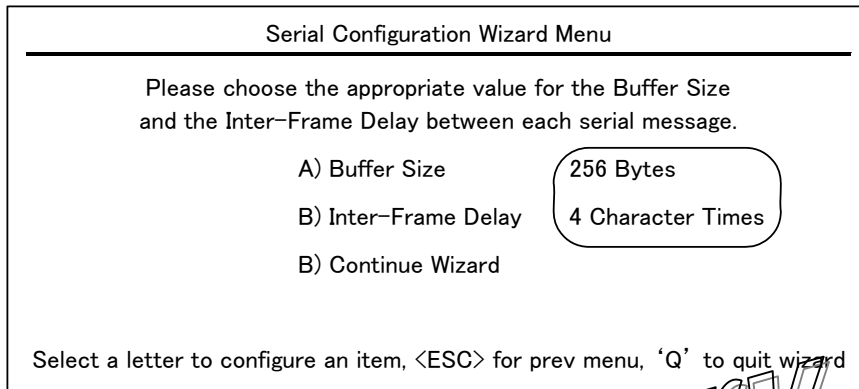 Serial Configuration Wizard Menu
Please choose the appropriate value for the Buffer Size
and the Inter-Frame Delay between each serial message.
A) Buffer Size 256 Bytes
B) Inter-Frame Delay 4 Character Times
B) Continue Wizard
Select a letter to configure an item, <ESC> for prev menu, ‘Q’ to quit wizard